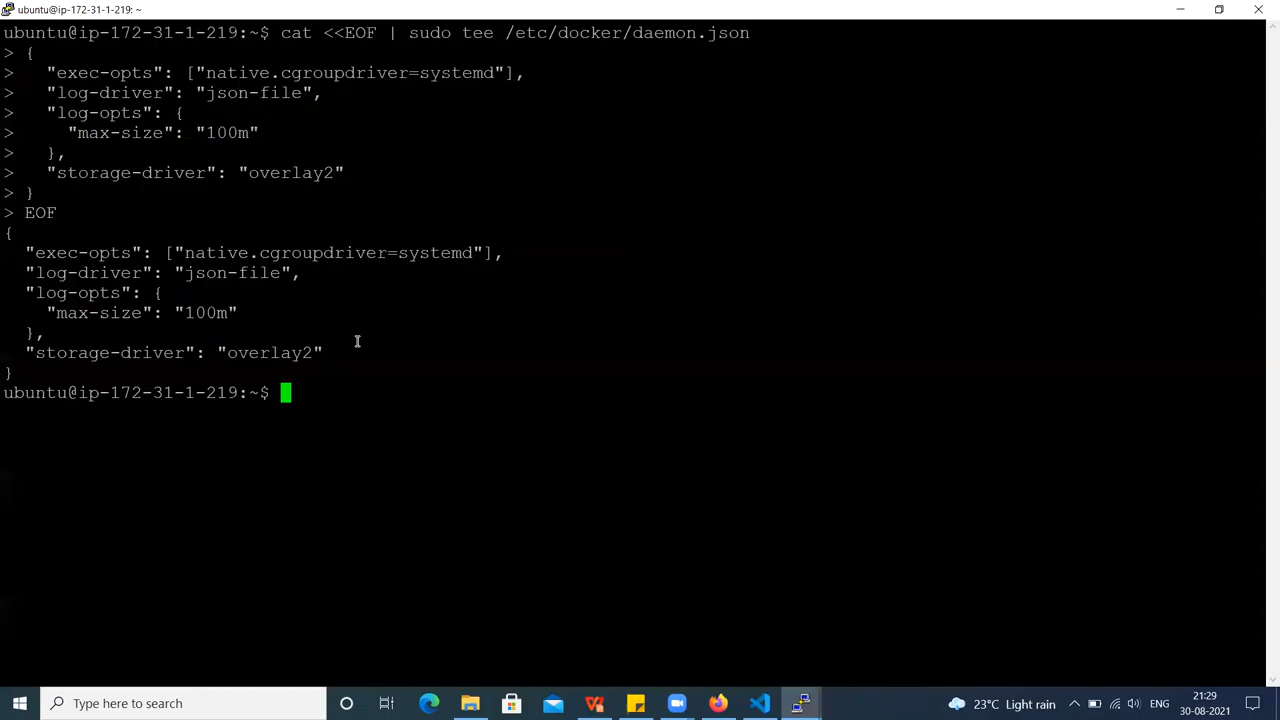 ubuntu@ip-172-31-1-219: ~
ubuntu@ip-172-31-1-219:~$ cat <<EOF | sudo tee /etc/docker/daemon.json
> {
>   "exec-opts": ["native.cgroupdriver=systemd"],
>   "log-driver": "json-file",
>   "log-opts": {
>     "max-size": "100m"
>   },
>   "storage-driver": "overlay2"
> }
> EOF
{
  "exec-opts": ["native.cgroupdriver=systemd"],
  "log-driver": "json-file",
  "log-opts": {
    "max-size": "100m"
  },
  "storage-driver": "overlay2"
}
ubuntu@ip-172-31-1-219:~$
Type here to search
23°C Light rain
ENG
21:29
30-08-2021